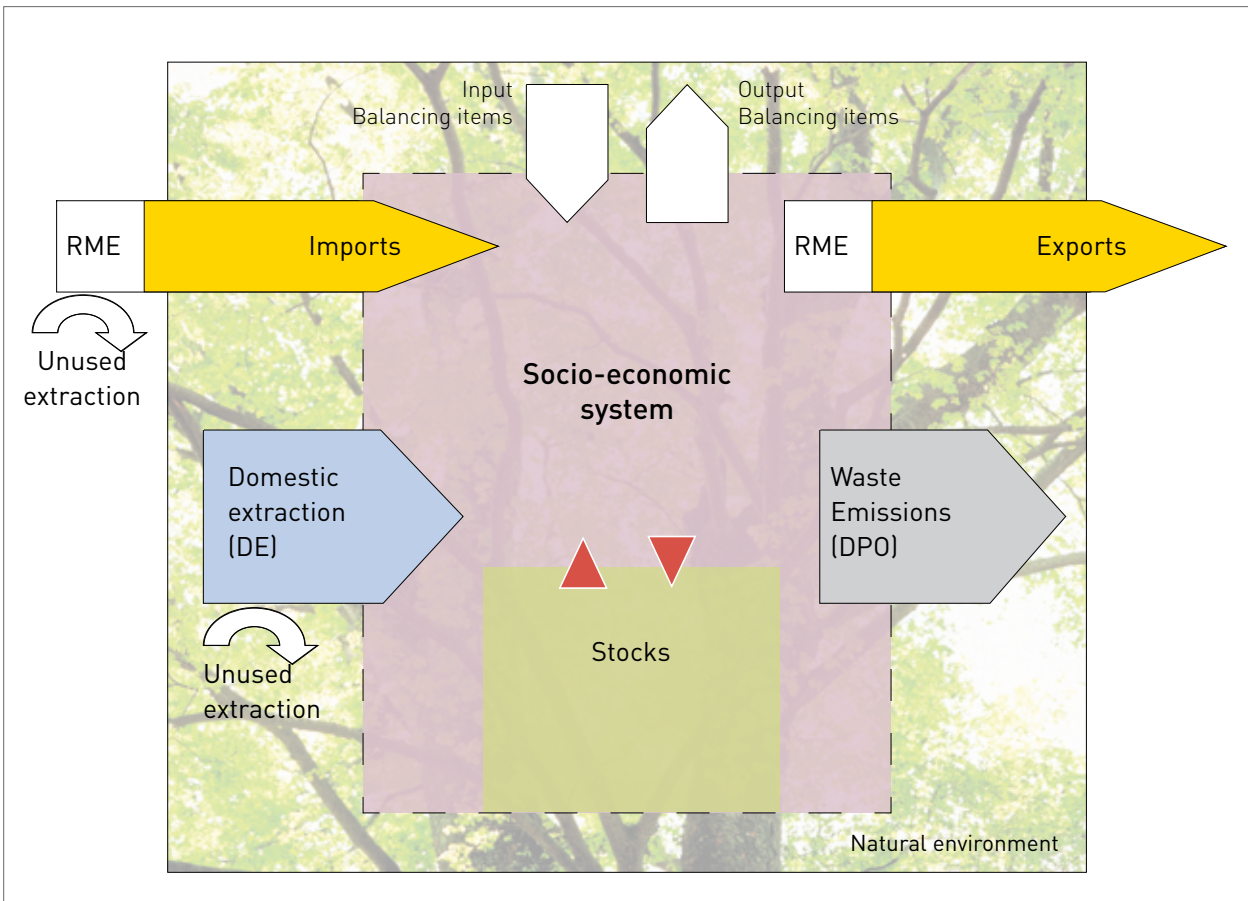 Input
Balancing items
Output
Balancing items
RME
Imports
RME
Exports
Unused
extraction
Socio-economic
system
Domestic
extraction
(DE)
Waste
Emissions
(DPO)
Unused
extraction
Stocks
Natural environment